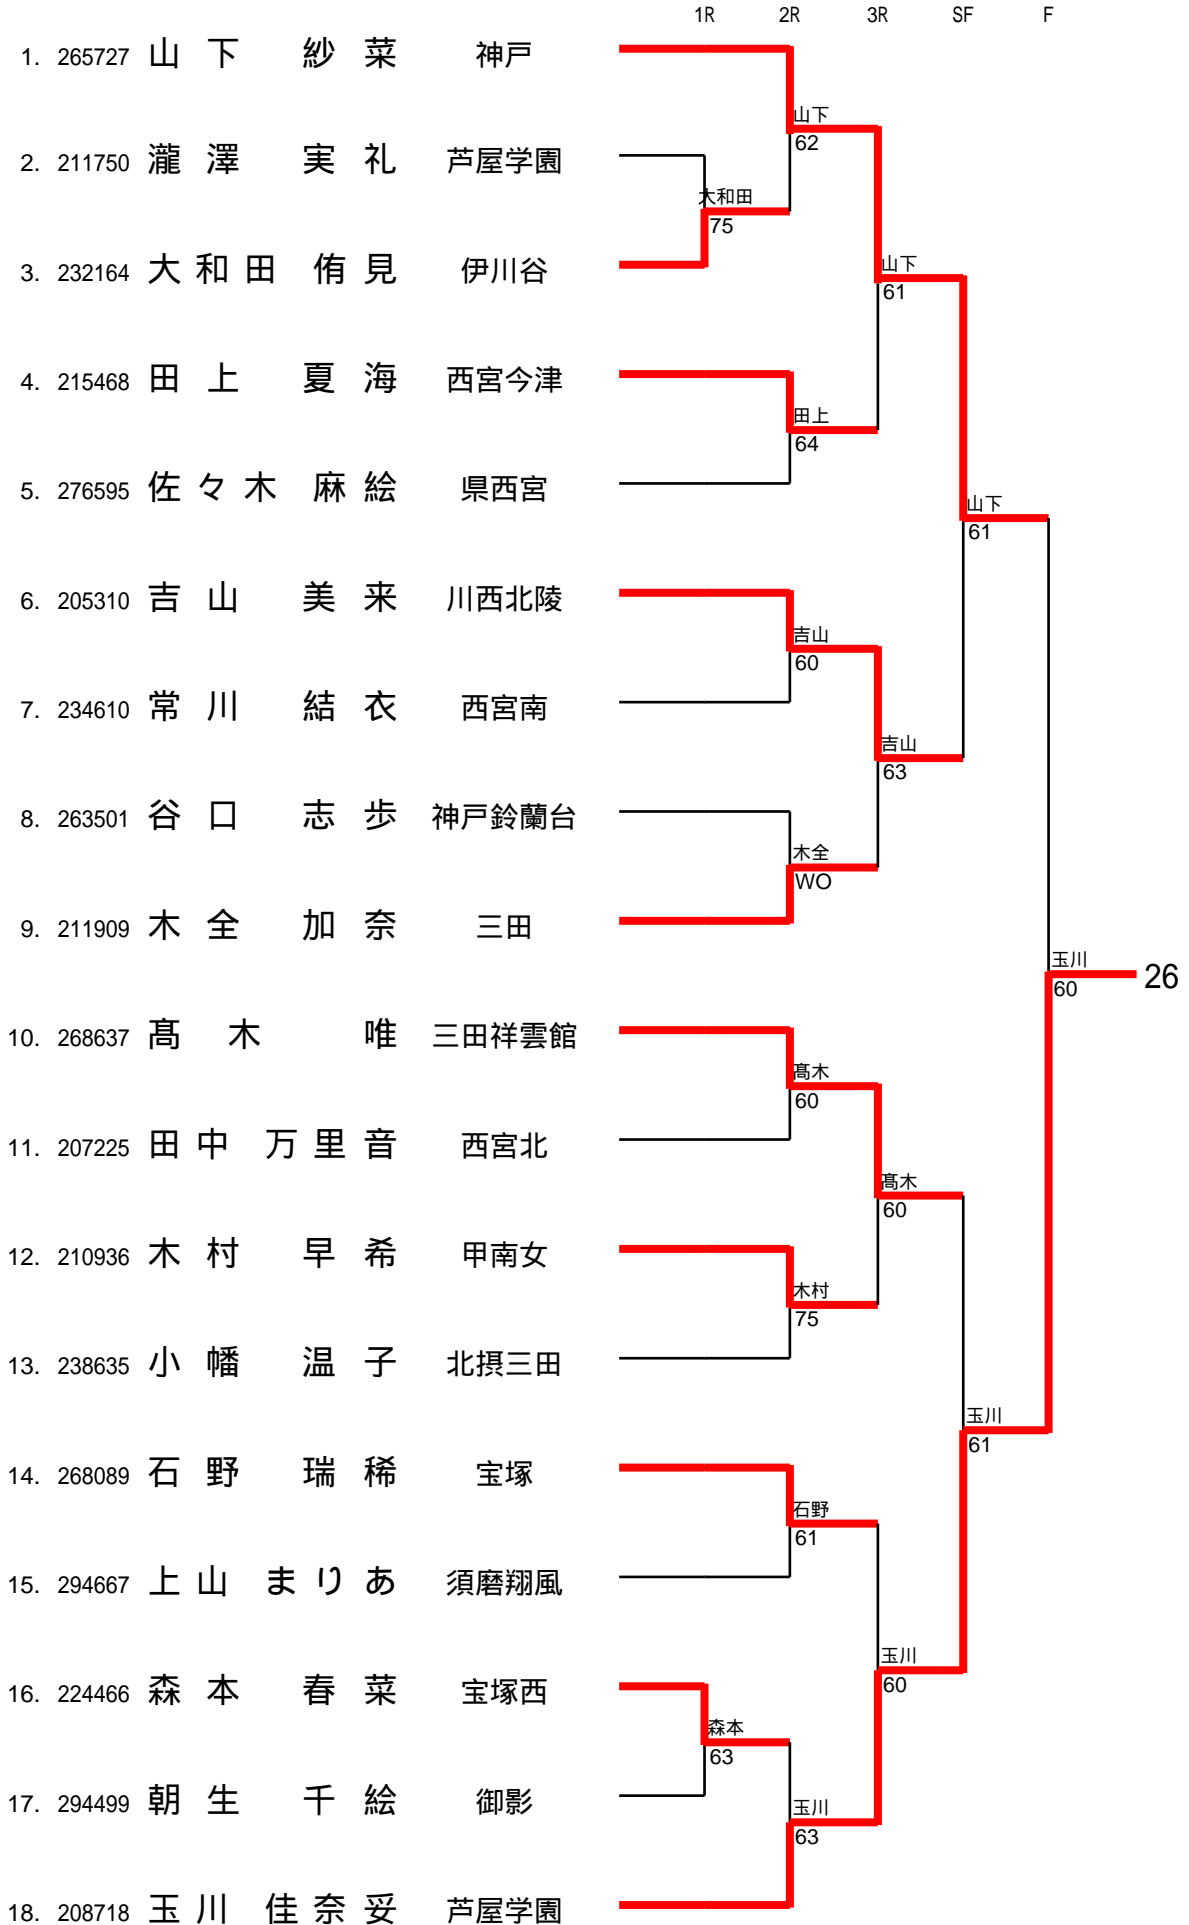 1R 2R 3R SF F
1. 265727 山下 紗菜 神戸
山下
62
2. 211750 瀧澤 実礼 芦屋学園
大和田
75
3. 232164 大和田 侑見 伊川谷
山下
61
4. 215468 田上 夏海 西宮今津
田上
64
5. 276595 佐々木 麻絵 県西宮
山下
61
6. 205310 吉山 美来 川西北陵
吉山
60
7. 234610 常川 結衣 西宮南
吉山
63
8. 263501 谷口 志歩 神戸鈴蘭台
木全
WO
9. 211909 木全 加奈 三田
玉川
60
26
10. 268637 髙木 唯 三田祥雲館
髙木
60
11. 207225 田中 万里音 西宮北
髙木
60
12. 210936 木村 早希 甲南女
木村
75
13. 238635 小幡 温子 北摂三田
玉川
61
14. 268089 石野 瑞稀 宝塚
石野
61
15. 294667 上山 まりあ 須磨翔風
玉川
60
16. 224466 森本 春菜 宝塚西
森本
63
17. 294499 朝生 千絵 御影
玉川
63
18. 208718 玉川 佳奈妥 芦屋学園